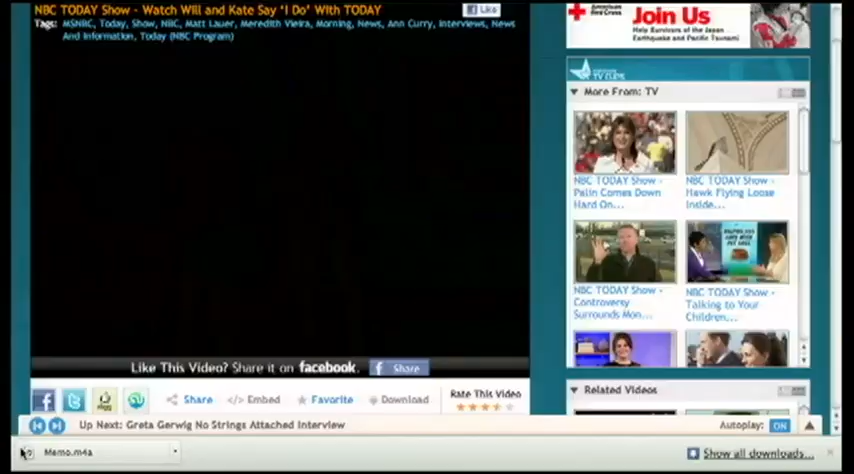 NBC TODAY Show - Watch Will and Kate Say 'I Do' With TODAY
Like
Tags: MSNBC, Today, Show, NBC, Matt Lauer, Meredith Vieira, Morning, News, Ann Curry, Interviews, News
And Information, Today (NBC Program)
American
Red Cross
Join Us
Help Survivors of the Japan
Earthquake and Pacific Tsunami
TV CLIPS
More From: TV
NBC TODAY Show -
Palin Comes Down
Hard On...
NBC TODAY Show -
Hawk Flying Loose
Inside...
NBC TODAY Show -
Controversy
Surrounds Mon...
NBC TODAY Show -
Talking to Your
Children...
Like This Video? Share it on facebook. Share
Share Embed Favorite Download
Rate This Video
Related Videos
Up Next: Greta Gerwig No Strings Attached Interview
Autoplay: ON
Memo.m4a
Show all downloads...